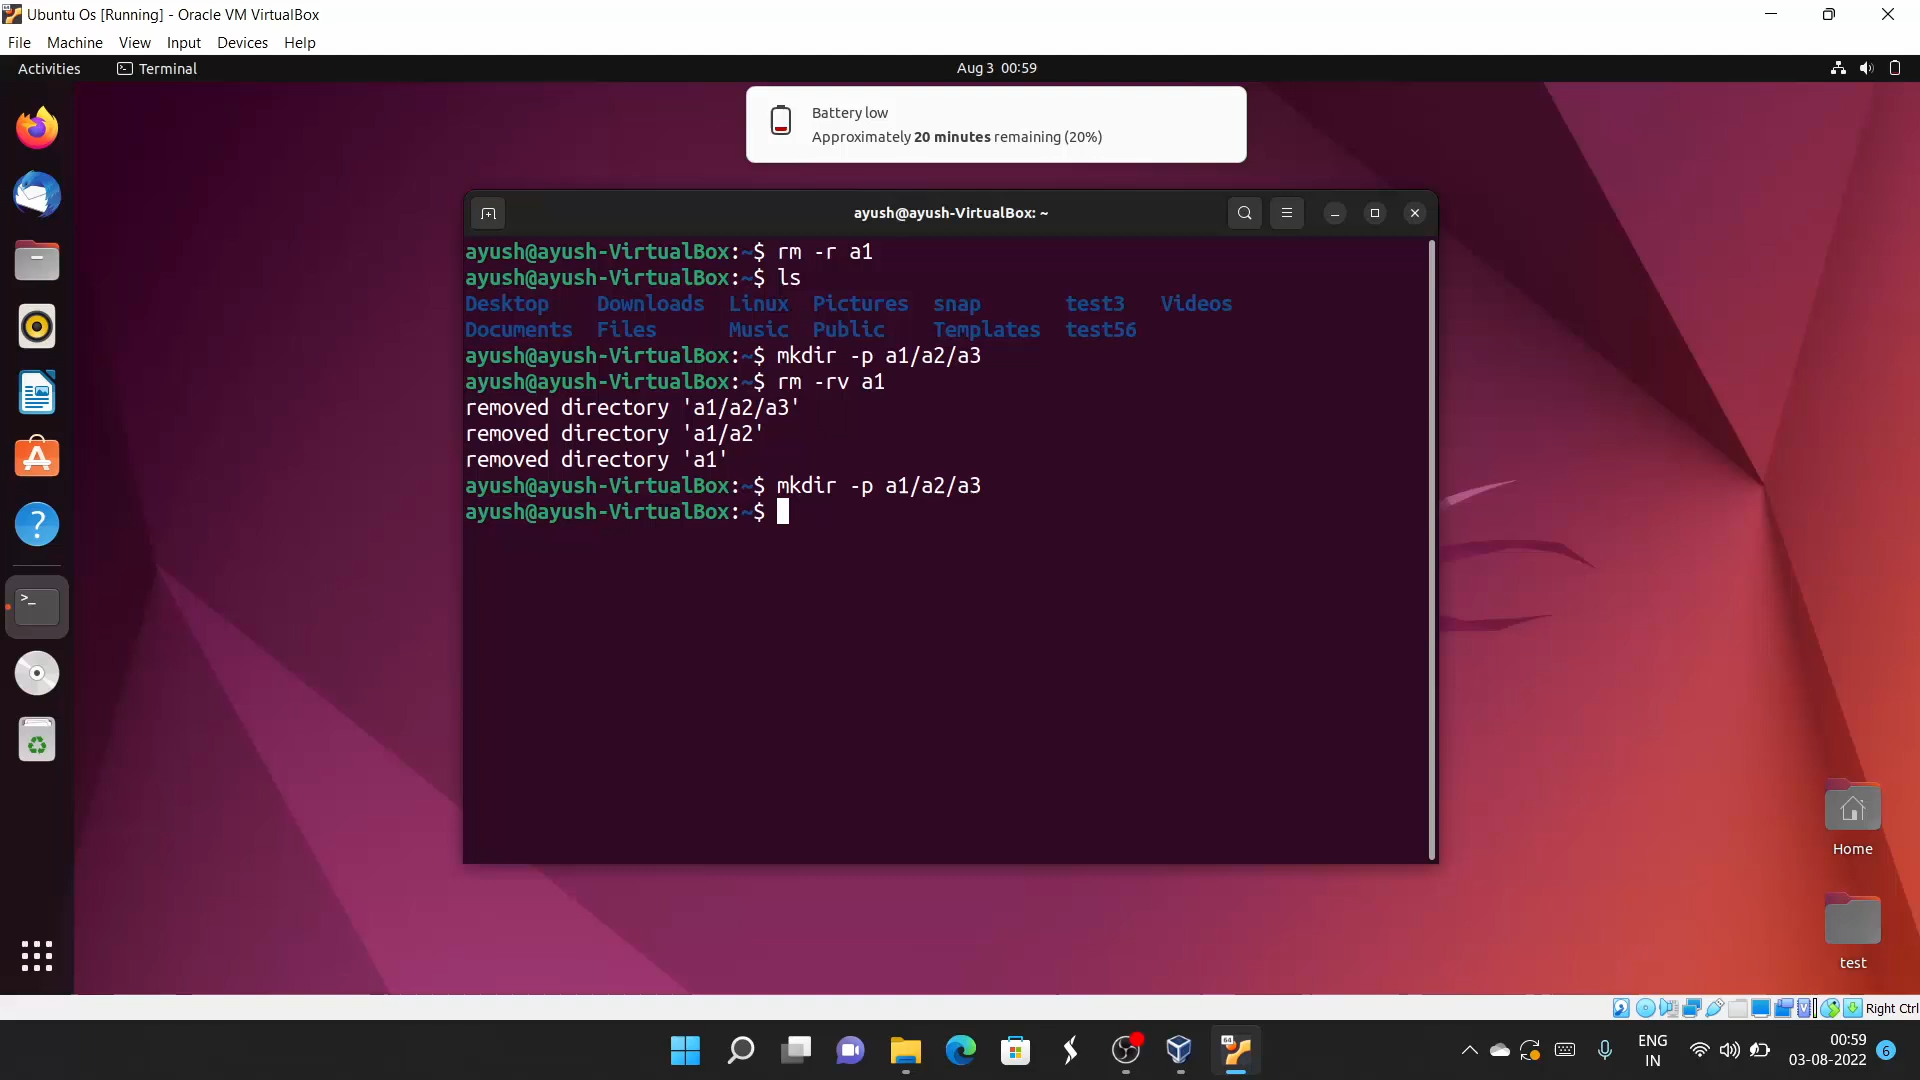 Ubuntu Os [Running] - Oracle VM VirtualBox
File Machine View Input Devices Help
Activities Terminal Aug 3 00:59
Battery low
Approximately 20 minutes remaining (20%)
ayush@ayush-VirtualBox: ~
ayush@ayush-VirtualBox:~$ rm -r a1
ayush@ayush-VirtualBox:~$ ls
Desktop Downloads Linux Pictures snap test3 Videos
Documents Files Music Public Templates test56
ayush@ayush-VirtualBox:~$ mkdir -p a1/a2/a3
ayush@ayush-VirtualBox:~$ rm -rv a1
removed directory 'a1/a2/a3'
removed directory 'a1/a2'
removed directory 'a1'
ayush@ayush-VirtualBox:~$ mkdir -p a1/a2/a3
ayush@ayush-VirtualBox:~$
Home
test
Right Ctrl
ENG
IN
00:59
03-08-2022
6